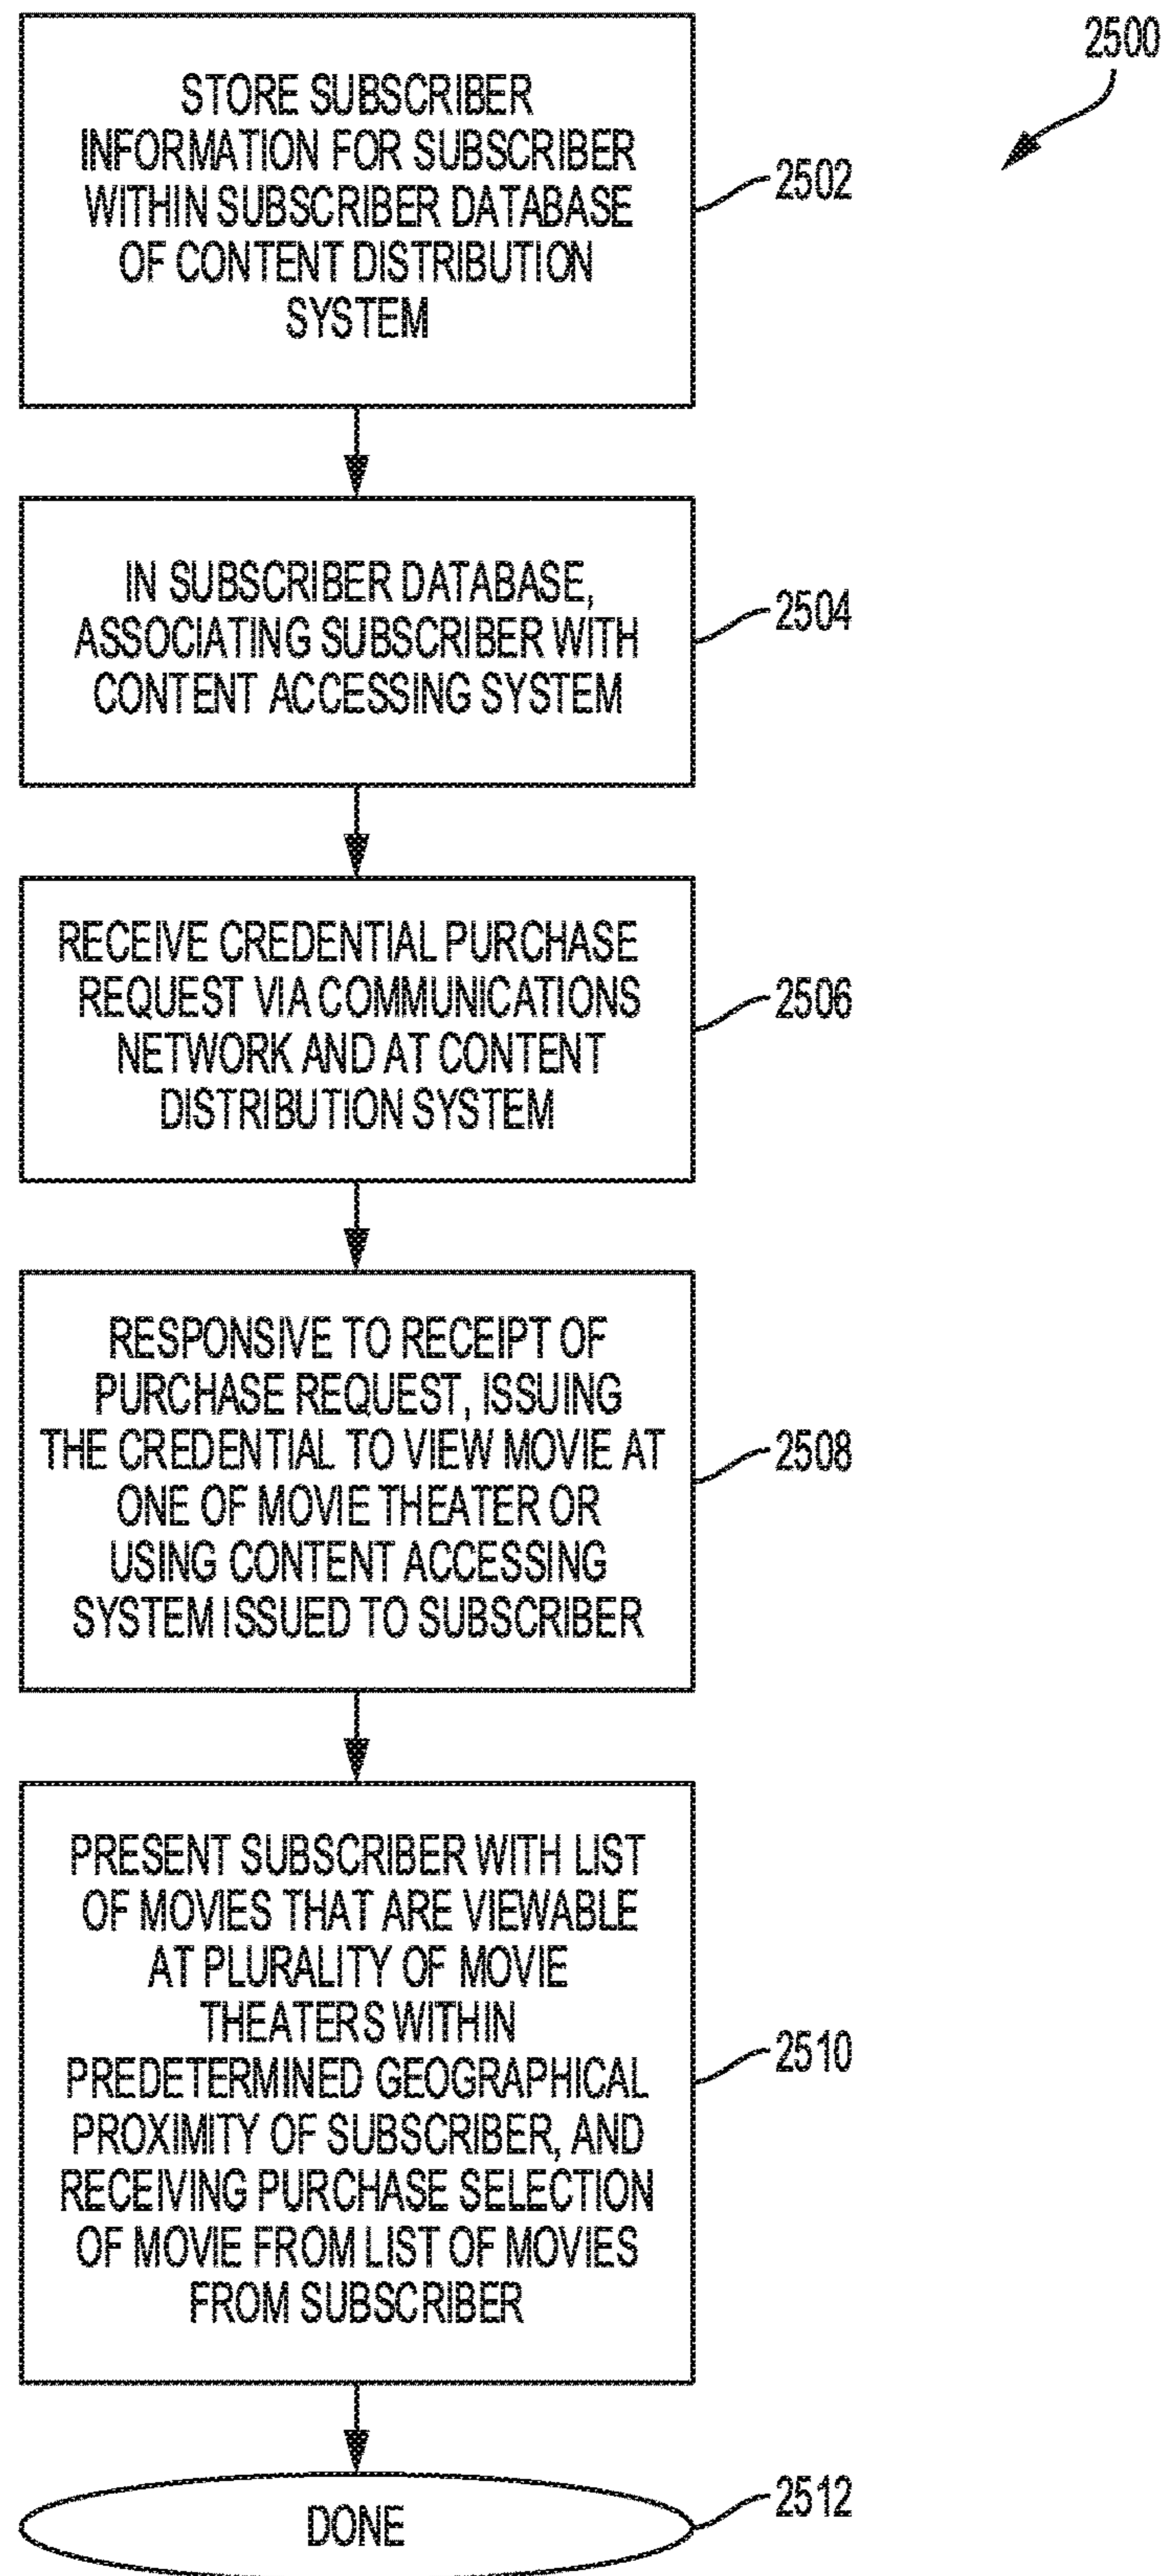 2500
STORE SUBSCRIBER
INFORMATION FOR SUBSCRIBER
WITHIN SUBSCRIBER DATABASE
OF CONTENT DISTRIBUTION
SYSTEM
2502
IN SUBSCRIBER DATABASE,
ASSOCIATING SUBSCRIBER WITH
CONTENT ACCESSING SYSTEM
2504
RECEIVE CREDENTIAL PURCHASE
REQUEST VIA COMMUNICATIONS
NETWORK AND AT CONTENT
DISTRIBUTION SYSTEM
2506
RESPONSIVE TO RECEIPT OF
PURCHASE REQUEST, ISSUING
THE CREDENTIAL TO VIEW MOVIE AT
ONE OF MOVIE THEATER OR
USING CONTENT ACCESSING
SYSTEM ISSUED TO SUBSCRIBER
2508
PRESENT SUBSCRIBER WITH LIST
OF MOVIES THAT ARE VIEWABLE
AT PLURALITY OF MOVIE
THEATERS WITHIN
PREDETERMINED GEOGRAPHICAL
PROXIMITY OF SUBSCRIBER, AND
RECEIVING PURCHASE SELECTION
OF MOVIE FROM LIST OF MOVIES
FROM SUBSCRIBER
2510
DONE
2512